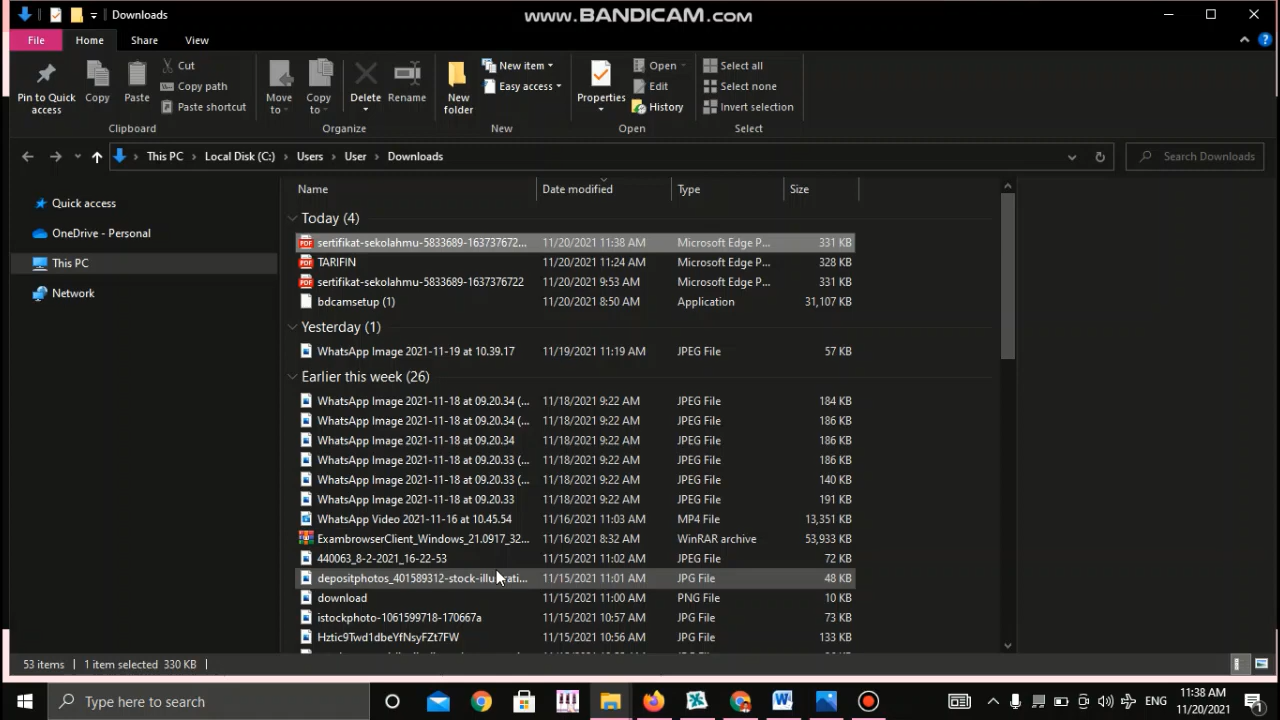 Downloads
www.BANDICAM.com
File Home Share View
Pin to Quick access
Copy
Paste
Cut
Copy path
Paste shortcut
Clipboard
Move to
Copy to
Delete
Rename
Organize
New folder
New item
Easy access
New
Properties
Open
Edit
History
Open
Select all
Select none
Invert selection
Select
This PC Local Disk (C:) Users User Downloads
Search Downloads
Quick access
OneDrive - Personal
This PC
Network
Name Date modified Type Size
Today (4)
sertifikat-sekolahmu-5833689-163737672... 11/20/2021 11:38 AM Microsoft Edge P... 331 KB
TARIFIN 11/20/2021 11:24 AM Microsoft Edge P... 328 KB
sertifikat-sekolahmu-5833689-1637376722 11/20/2021 9:53 AM Microsoft Edge P... 331 KB
bdcamsetup (1) 11/20/2021 8:50 AM Application 31,107 KB
Yesterday (1)
WhatsApp Image 2021-11-19 at 10.39.17 11/19/2021 11:19 AM JPEG File 57 KB
Earlier this week (26)
WhatsApp Image 2021-11-18 at 09.20.34 (... 11/18/2021 9:22 AM JPEG File 184 KB
WhatsApp Image 2021-11-18 at 09.20.34 (... 11/18/2021 9:22 AM JPEG File 186 KB
WhatsApp Image 2021-11-18 at 09.20.34 11/18/2021 9:22 AM JPEG File 186 KB
WhatsApp Image 2021-11-18 at 09.20.33 (... 11/18/2021 9:22 AM JPEG File 186 KB
WhatsApp Image 2021-11-18 at 09.20.33 (... 11/18/2021 9:22 AM JPEG File 140 KB
WhatsApp Image 2021-11-18 at 09.20.33 11/18/2021 9:22 AM JPEG File 191 KB
WhatsApp Video 2021-11-16 at 10.45.54 11/16/2021 11:03 AM MP4 File 13,351 KB
ExambrowserClient_Windows_21.0917_32... 11/16/2021 8:32 AM WinRAR archive 53,933 KB
440063_8-2-2021_16-22-53 11/15/2021 11:02 AM JPEG File 72 KB
depositphotos_401589312-stock-illustrati... 11/15/2021 11:01 AM JPG File 48 KB
download 11/15/2021 11:00 AM PNG File 10 KB
istockphoto-1061599718-170667a 11/15/2021 10:57 AM JPG File 73 KB
Hztic9Twd1dbeYfNsyFZt7FW 11/15/2021 10:56 AM JPG File 133 KB
53 items 1 item selected 330 KB
Type here to search
ENG
11:38 AM
11/20/2021
1